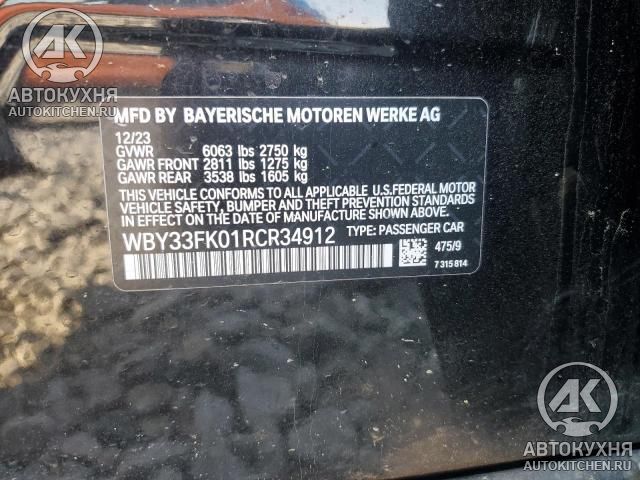 AK
АВТОКУХНЯ
AUTOKITCHEN.RU
MFD BY BAYERISCHE MOTOREN WERKE AG
12/23
GVWR 6063 lbs 2750 kg
GAWR FRONT 2811 lbs 1275 kg
GAWR REAR 3538 lbs 1605 kg
THIS VEHICLE CONFORMS TO ALL APPLICABLE U.S.FEDERAL MOTOR
VEHICLE SAFETY, BUMPER AND THEFT PREVENTION STANDARDS
IN EFFECT ON THE DATE OF MANUFACTURE SHOWN ABOVE.
WBY33FK01RCR34912 TYPE: PASSENGER CAR
475/9
7 315 814
AK
АВТОКУХНЯ
AUTOKITCHEN.RU